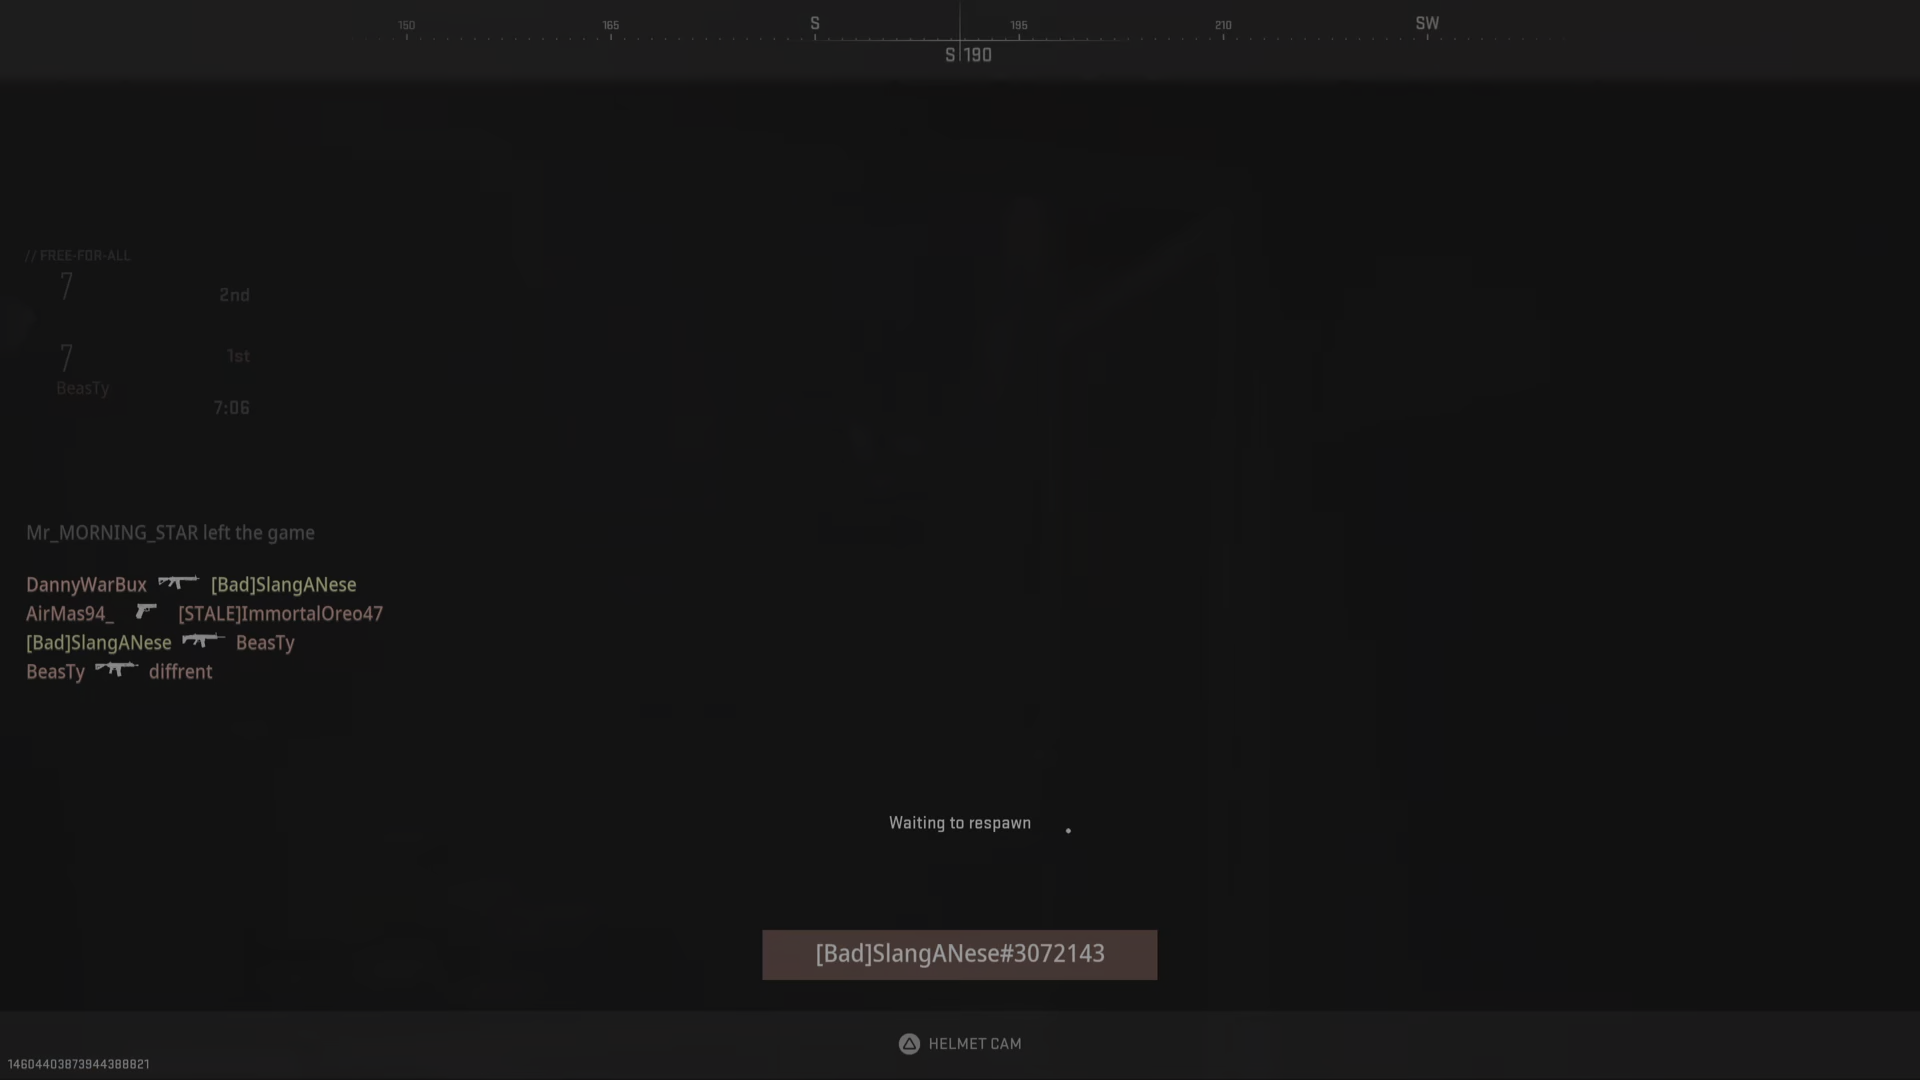 150 165 S 195 210 SW
S 190
// FREE-FOR-ALL
7 2nd
7 1st
BeasTy
7:06
Mr_MORNING_STAR left the game
DannyWarBux [Bad]SlangANese
AirMas94_ [STALE]ImmortalOreo47
[Bad]SlangANese BeasTy
BeasTy diffrent
Waiting to respawn
[Bad]SlangANese#3072143
HELMET CAM
14604403873944388821